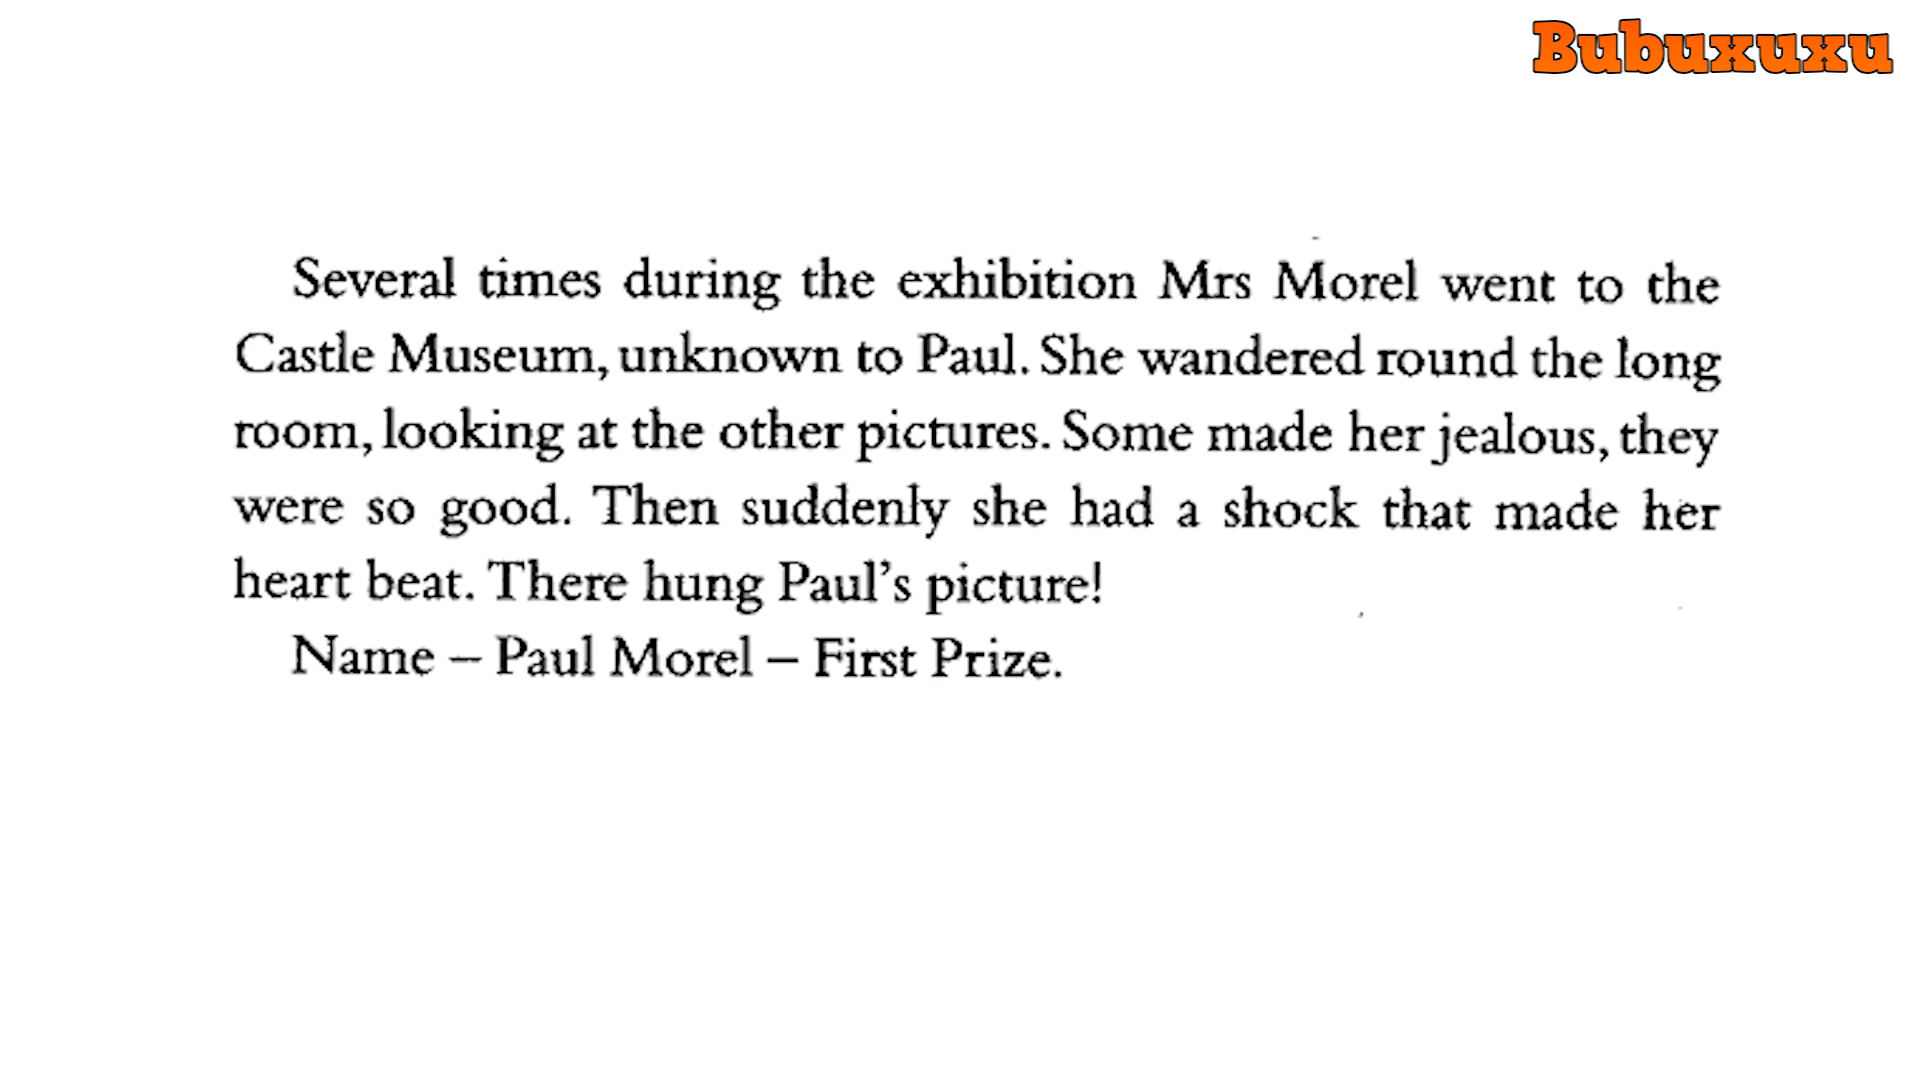 Bubuxuxu
Several times during the exhibition Mrs Morel went to the
Castle Museum, unknown to Paul. She wandered round the long
room, looking at the other pictures. Some made her jealous, they
were so good. Then suddenly she had a shock that made her
heart beat. There hung Paul’s picture!
Name – Paul Morel – First Prize.